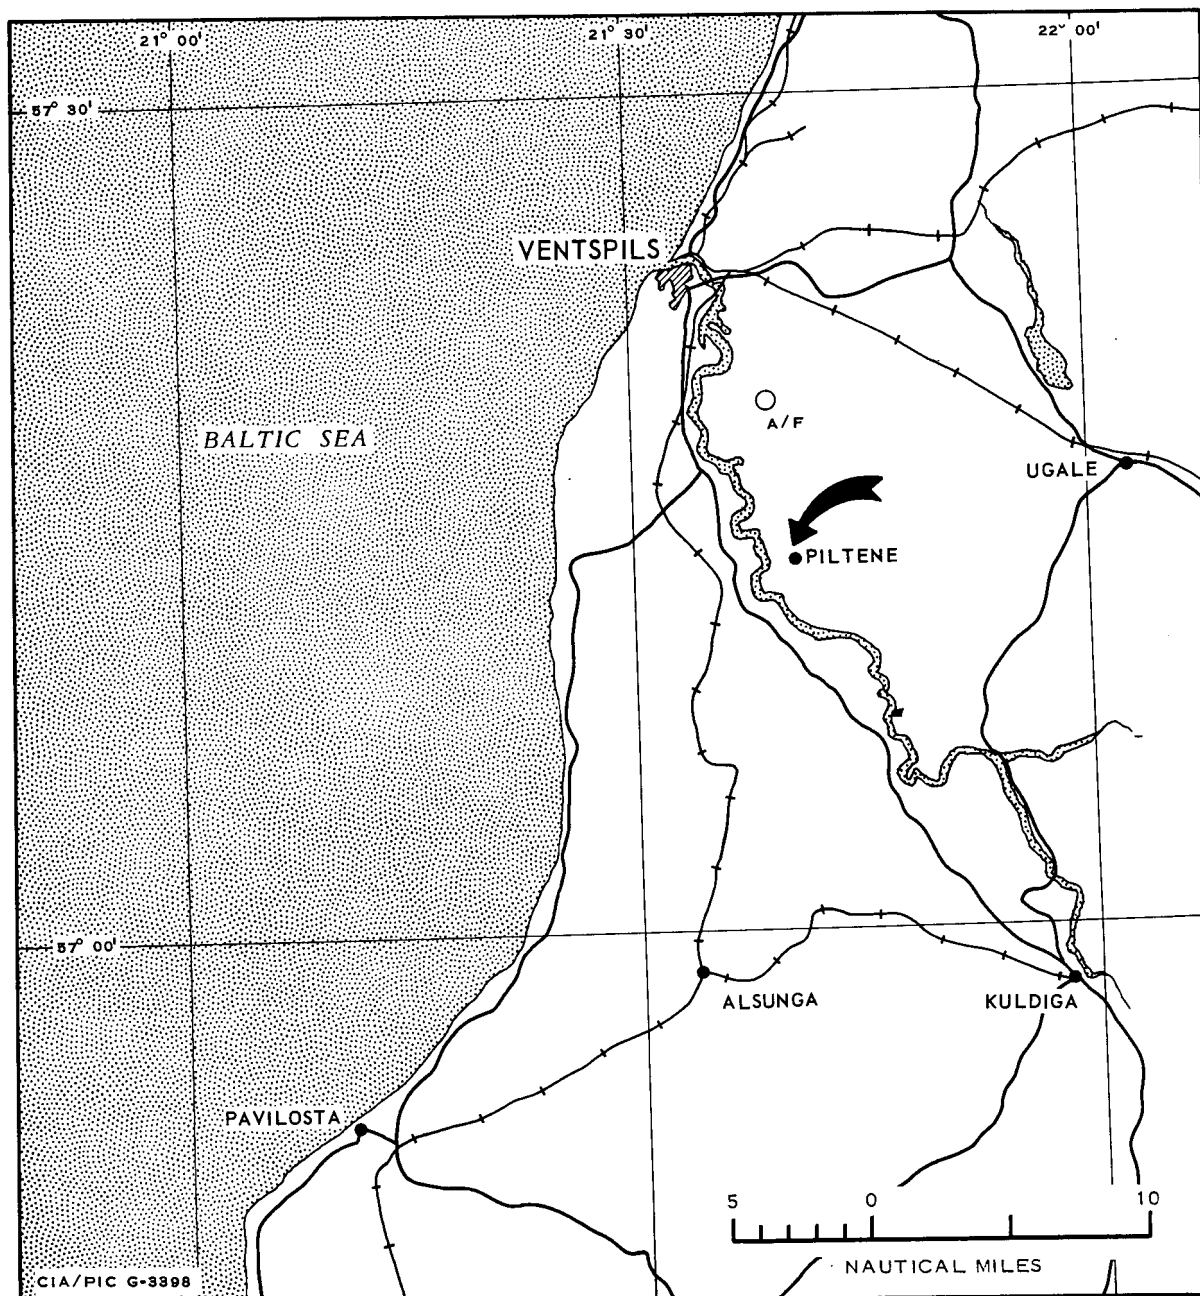 21° 00'
21° 30'
22° 00'
57° 30'
VENTSPILS
BALTIC SEA
A/F
UGALE
PILTENE
57° 00'
ALSUNGA
KULDIGA
PAVILOSTA
5 0 10
NAUTICAL MILES
CIA/PIC G-3398